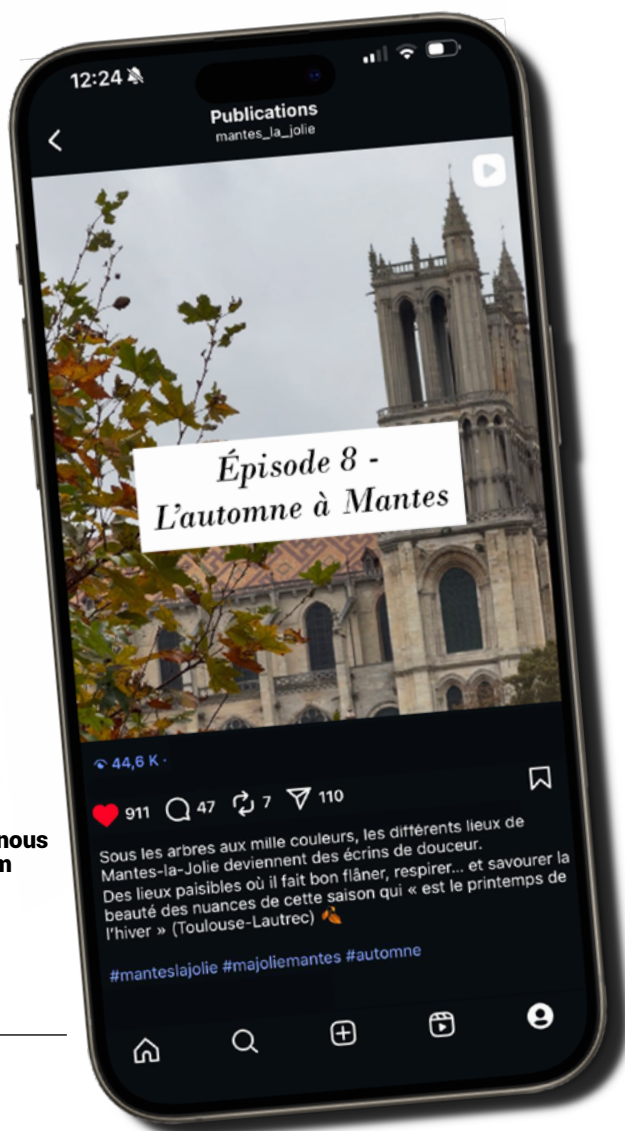 12:24
Publications
mantes_la_jolie
Épisode 8 -
L’automne à Mantes
44,6 K ·
911 47 7 110
nous
m
Sous les arbres aux mille couleurs, les différents lieux de
Mantes-la-Jolie deviennent des écrins de douceur.
Des lieux paisibles où il fait bon flâner, respirer... et savourer la
beauté des nuances de cette saison qui « est le printemps de
l’hiver » (Toulouse-Lautrec)
#manteslajolie #majoliemantes #automne